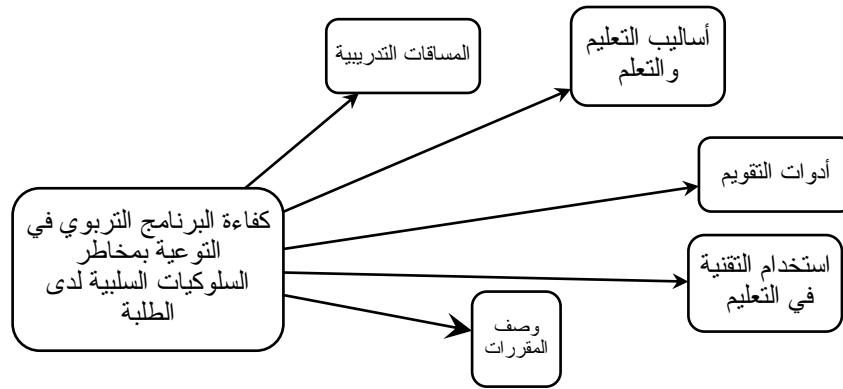 المساقات التدريبية
أساليب التعليم
والتعلم
أدوات التقويم
كفاءة البرنامج التربوي في
التوعية بمخاطر
السلوكيات السلبية لدى
الطلبة
استخدام التقنية
في التعليم
وصف
المقررات